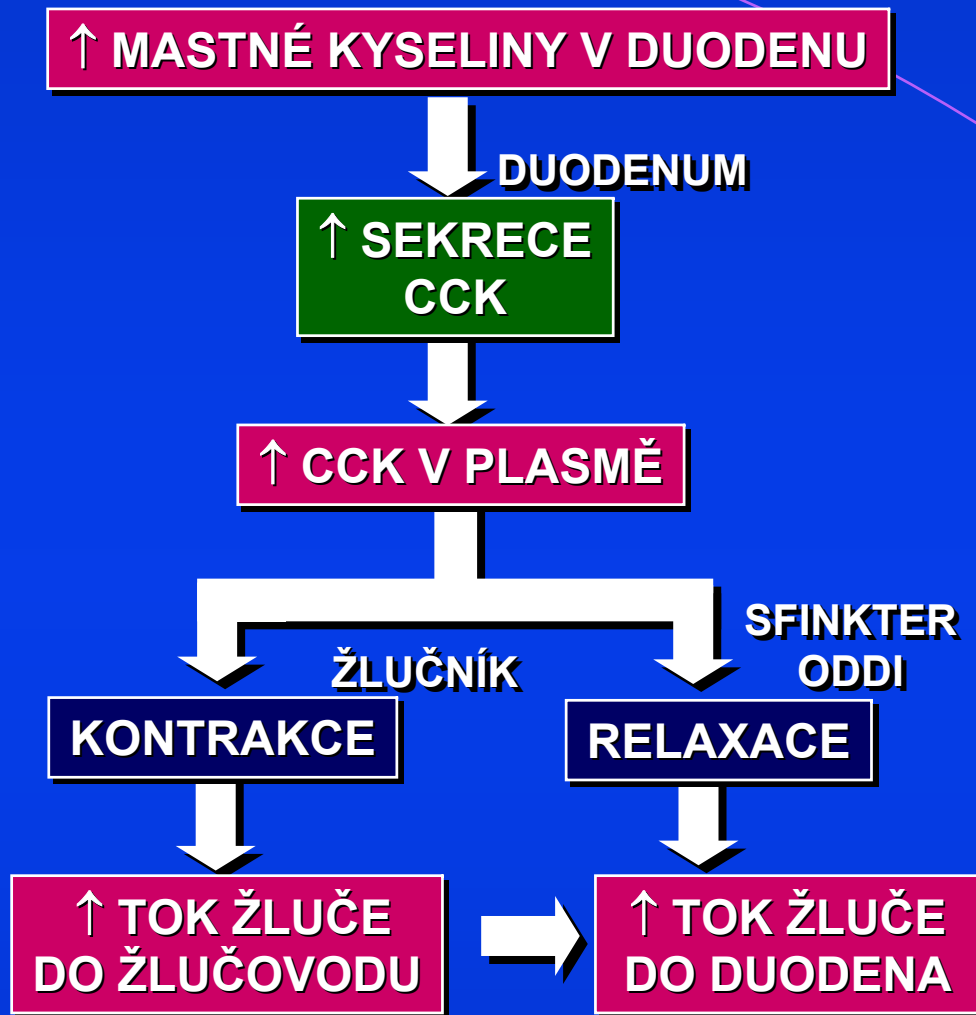 ↑ MASTNÉ KYSELINY V DUODENU
DUODENUM
↑ SEKRECE
CCK
↑ CCK V PLASMĚ
ŽLUČNÍK
SFINKTER
ODDI
KONTRAKCE
RELAXACE
↑ TOK ŽLUČE
DO ŽLUČOVODU
↑ TOK ŽLUČE
DO DUODENA